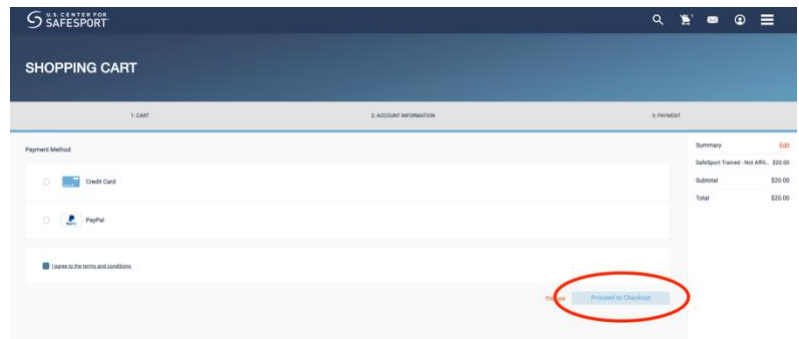 U.S. CENTER FOR
SAFESPORT
SHOPPING CART
1. CART
2. ACCOUNT INFORMATION
3. PAYMENT
Payment Method
Credit Card
PayPal
PayPal
I agree to the terms and conditions
Proceed to Checkout
Summary Edit
SafeSport Trained - Not Affili... $20.00
Subtotal $20.00
Total $20.00